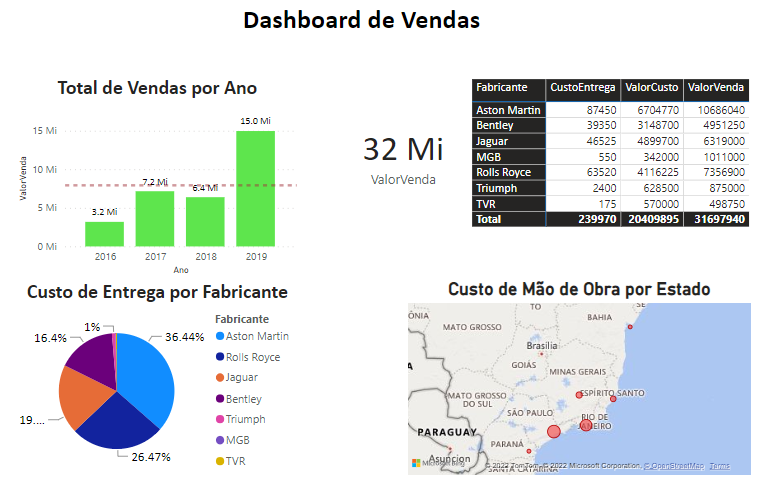 Dashboard de Vendas
Total de Vendas por Ano
ValorVenda
15 Mi
10 Mi
5 Mi
0 Mi
3.2 Mi
7.2 Mi
6.4 Mi
15.0 Mi
2016 2017 2018 2019
Ano
32 Mi
ValorVenda
Fabricante CustoEntrega ValorCusto ValorVenda
Aston Martin 87450 6704770 10686040
Bentley 39350 3148700 4951250
Jaguar 46525 4899700 6319000
MGB 550 342000 1011000
Rolls Royce 63520 4116225 7356900
Triumph 2400 628500 875000
TVR 175 570000 498750
Total 239970 20409895 31697940
Custo de Entrega por Fabricante
1%
16.4%
36.44%
19....
26.47%
Fabricante
Aston Martin
Rolls Royce
Jaguar
Bentley
Triumph
MGB
TVR
Custo de Mão de Obra por Estado
ÔNIA
TO
BAHIA
MATO GROSSO
Brasília
GOIÁS
MINAS GERAIS
MATO GROSSO
DO SUL
ESPÍRITO SANTO
SÃO PAULO
RIO DE
JANEIRO
PARAGUAY
PARANÁ
Asuncion
SANTA CATARINA
Microsoft Bing
© 2022 TomTom, © 2022 Microsoft Corporation, © OpenStreetMap Terms